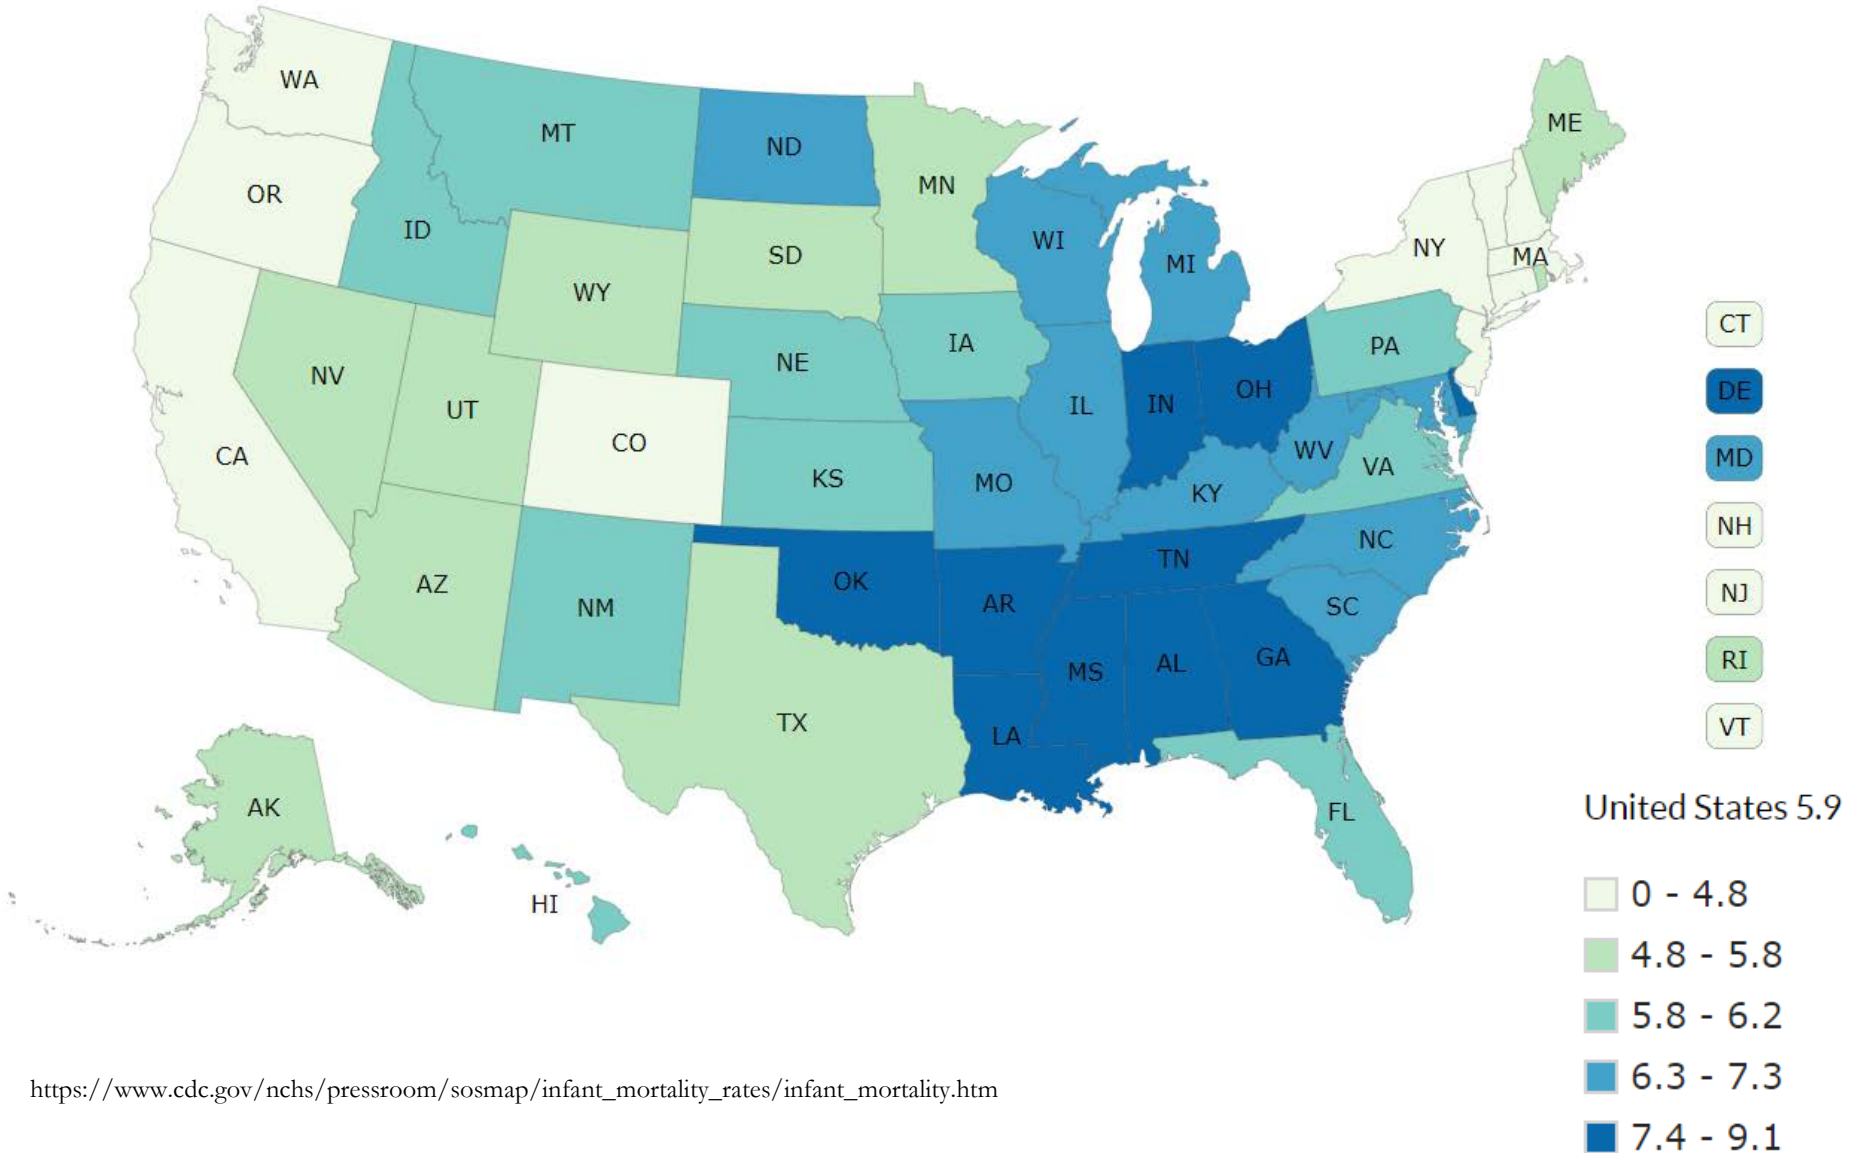 WA
MT
ND
MN
ME
OR
ID
SD
WI
MI
NY
MA
WY
NE
IA
PA
NV
UT
CO
IL
IN
OH
CA
KS
MO
WV
VA
KY
AZ
NM
OK
AR
TN
NC
SC
TX
LA
MS
AL
GA
AK
HI
FL
CT
DE
MD
NH
NJ
RI
VT
United States 5.9
0 - 4.8
4.8 - 5.8
5.8 - 6.2
6.3 - 7.3
7.4 - 9.1
https://www.cdc.gov/nchs/pressroom/sosmap/infant_mortality_rates/infant_mortality.htm